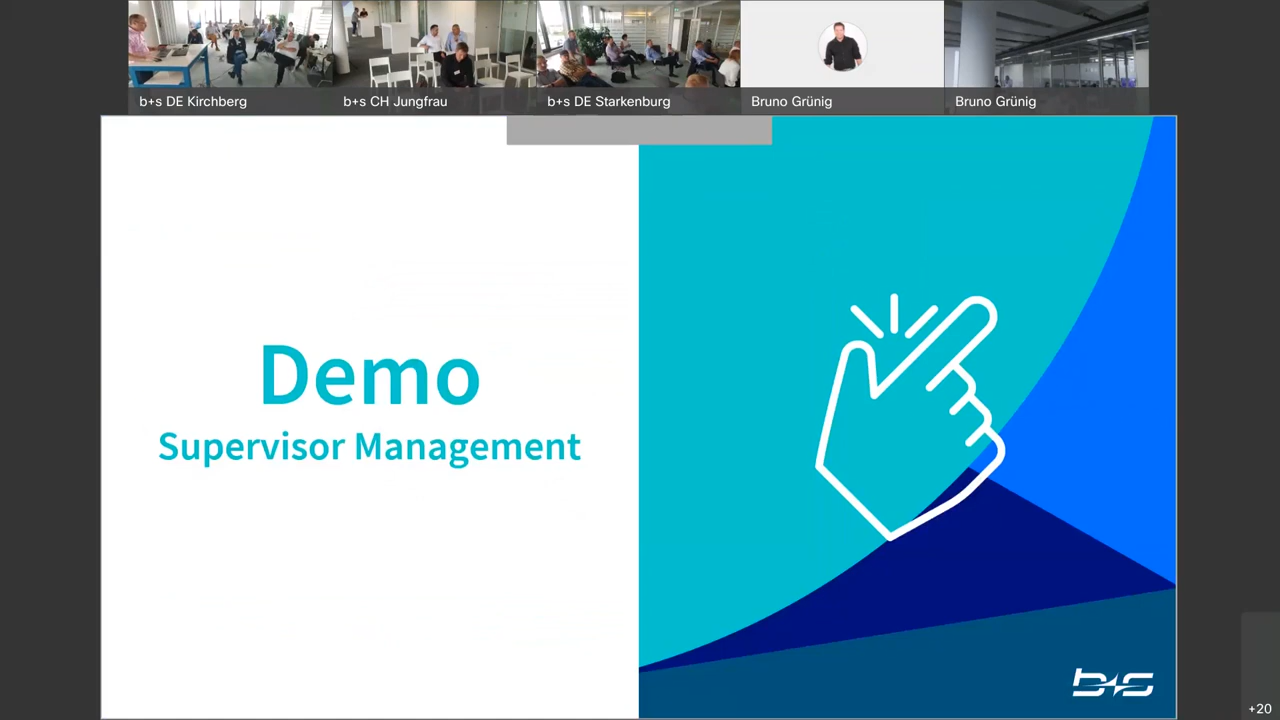 b+s DE Kirchberg
b+s CH Jungfrau
b+s DE Starkenburg
Bruno Grünig
Bruno Grünig
Demo
Supervisor Management
b+s
+20